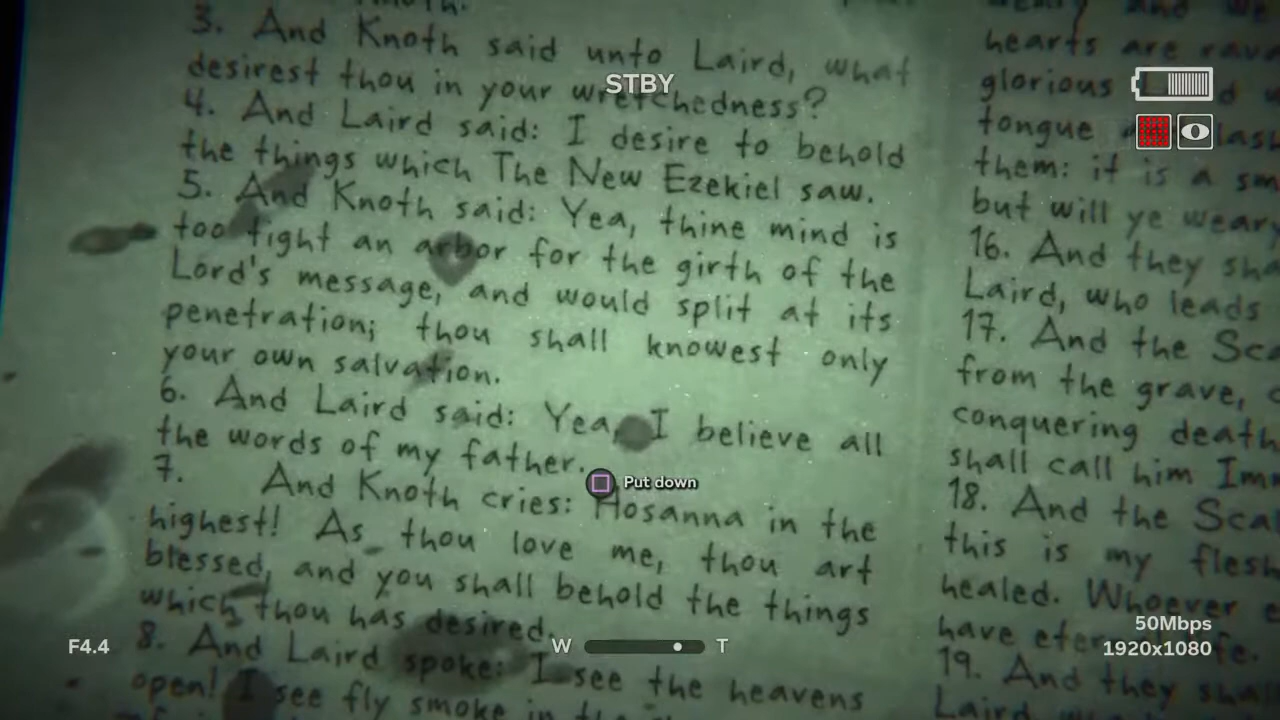 3. And Knoth said unto Laird, what
desirest thou in your wretchedness?
4. And Laird said: I desire to behold
the things which The New Ezekiel saw.
5. And Knoth said: Yea, thine mind is
too tight an arbor for the girth of the
Lord's message, and would split at its
penetration; thou shall knowest only
your own salvation.
6. And Laird said: Yea, I believe all
the words of my father.
7. And Knoth cries: Hosanna in the
highest! As thou love me, thou art
blessed, and you shall behold the things
which thou has desired.
8. And Laird spoke: I see the heavens
open! I see fly smoke in
hearts are
glorious
tongue
them: it is a
but will ye
16. And they
Laird, who leads
17. And the
from the grave,
conquering
shall call him
18. And the
this is my
healed. Whoever
have
19. And they
Laird
STBY
Put down
F4.4
W T
50Mbps
1920x1080